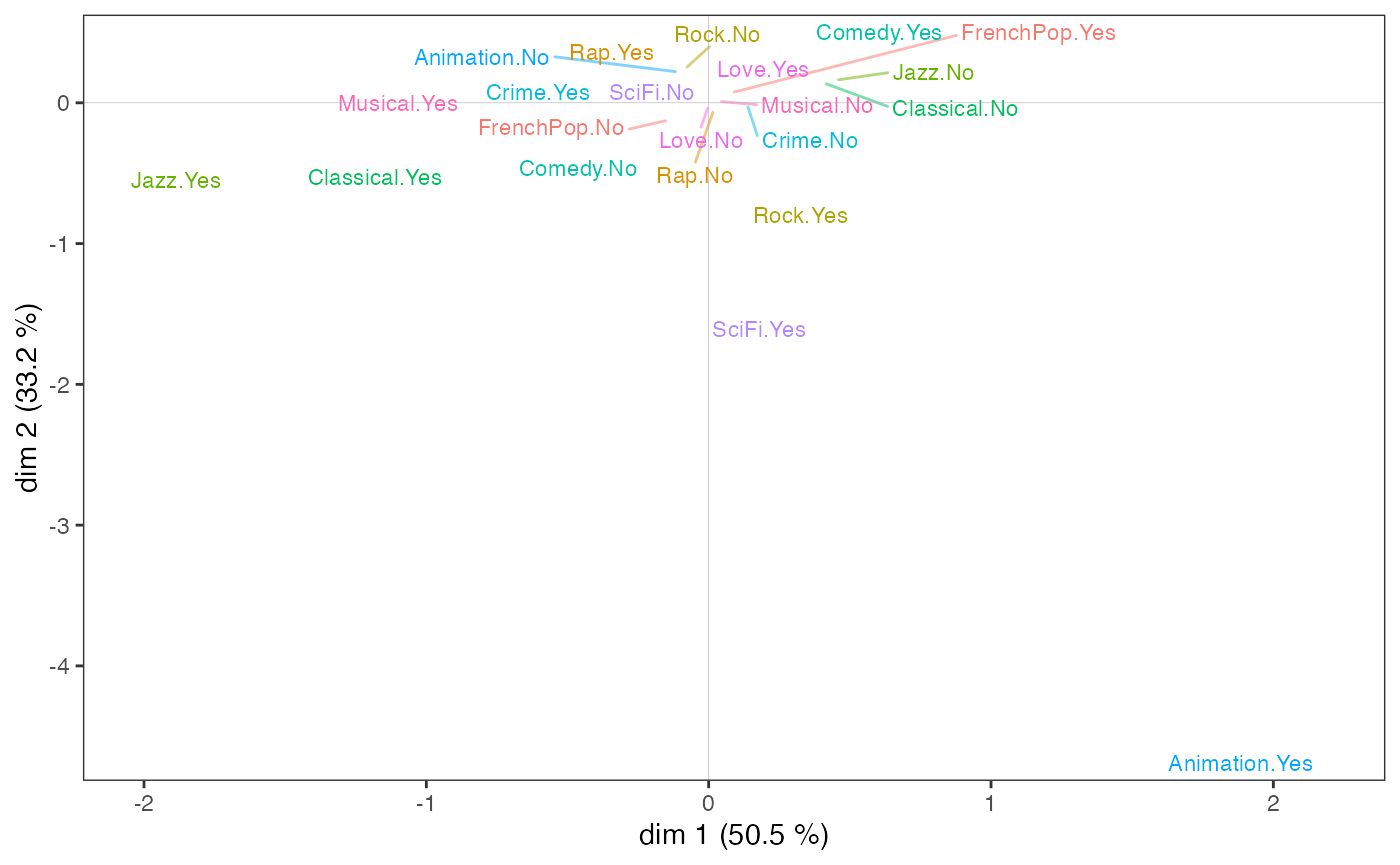 Rock.No
Comedy.Yes
FrenchPop.Yes
Animation.No
Rap.Yes
Love.Yes
Jazz.No
Musical.Yes
Crime.Yes
SciFi.No
Musical.No
Classical.No
FrenchPop.No
Love.No
Crime.No
Jazz.Yes
Classical.Yes
Comedy.No
Rap.No
Rock.Yes
SciFi.Yes
Animation.Yes
0
-1
-2
-3
-4
dim 2 (33.2 %)
-2
-1
0
1
2
dim 1 (50.5 %)